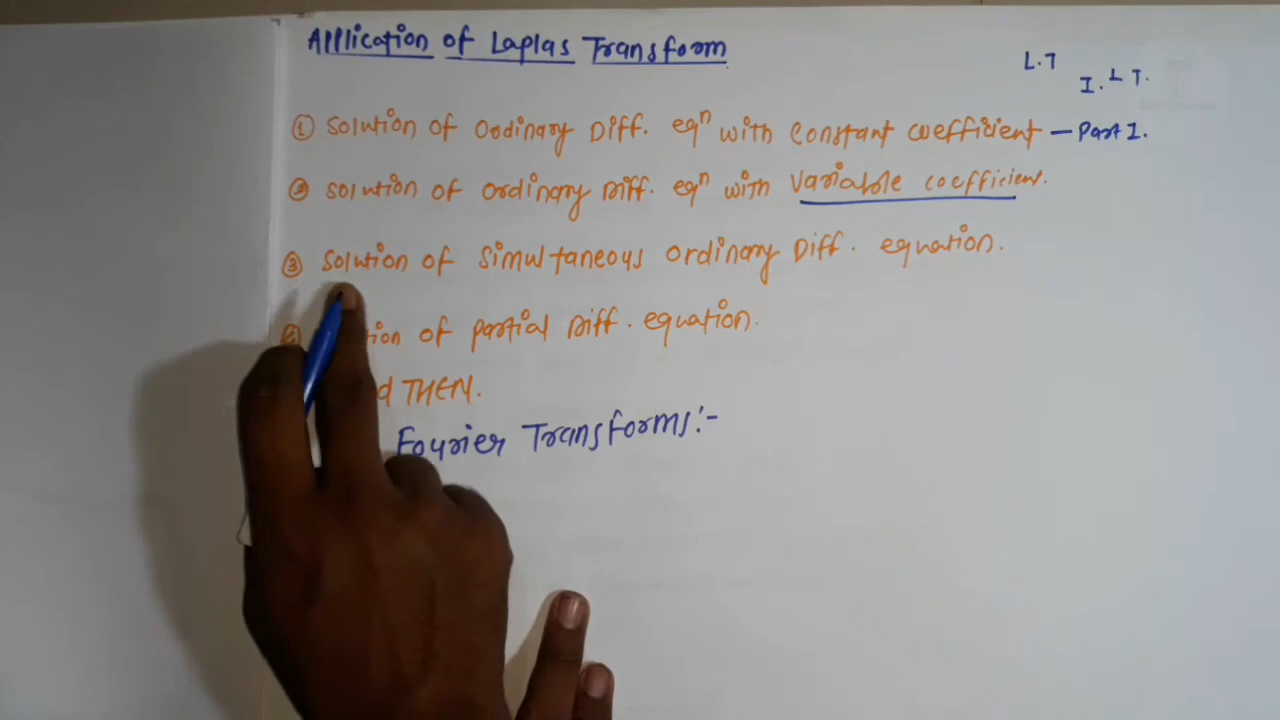 Application of Laplas Transform
L.T
I. L T.
① Solution of Ordinary Diff. eqn with Constant coefficient — Part I.
② Solution of ordinary Diff. eqn with Variable coefficient.
③ Solution of Simultaneous Ordinary Diff. equation.
of partial Diff. equation.
THEN.
Fourier Transforms:-